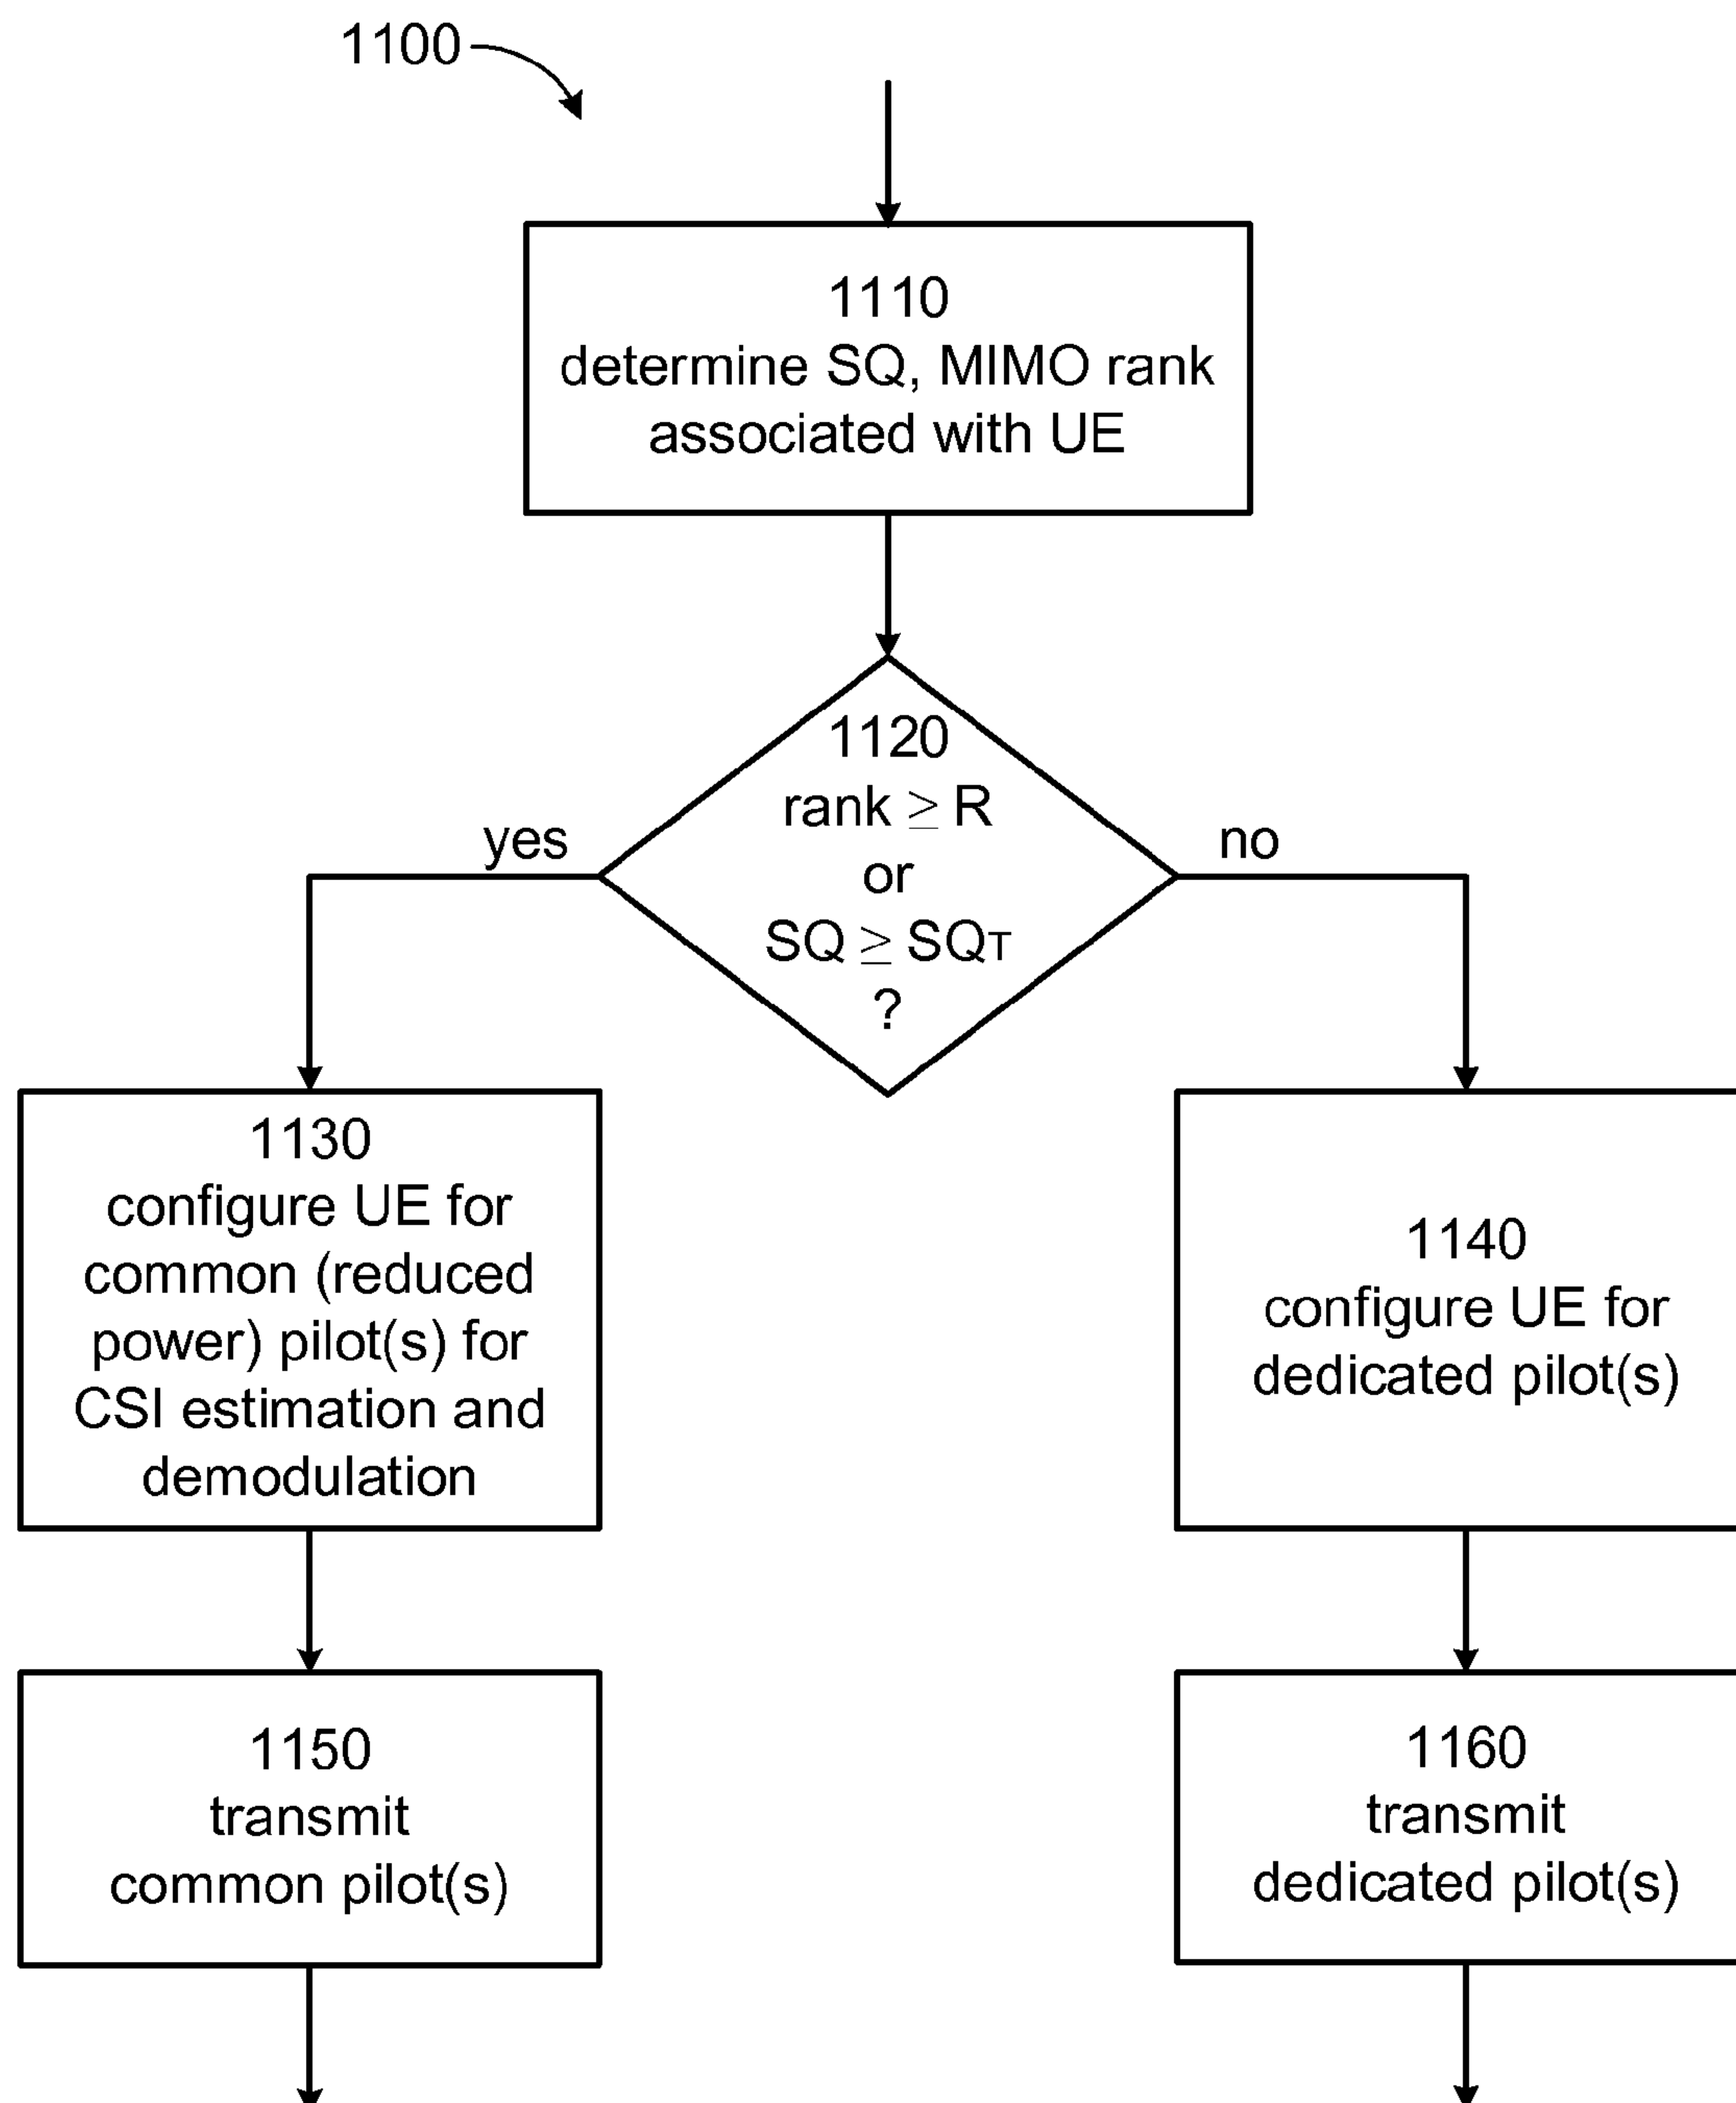 1100
1110
determine SQ, MIMO rank
associated with UE
1120
rank ≥ R
or
SQ ≥ SQT
?
yes
no
1130
configure UE for
common (reduced
power) pilot(s) for
CSI estimation and
demodulation
1140
configure UE for
dedicated pilot(s)
1150
transmit
common pilot(s)
1160
transmit
dedicated pilot(s)